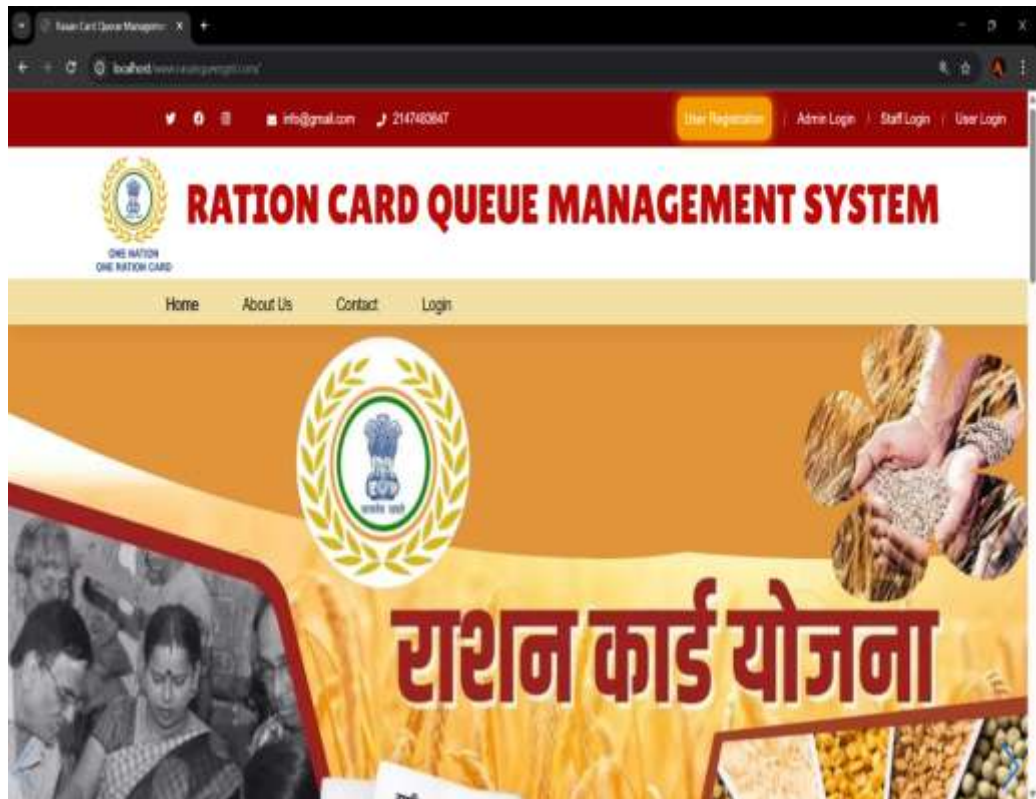 localhost
info@gmail.com 2147483647 User Registration Admin Login Staff Login User Login
RATION CARD QUEUE MANAGEMENT SYSTEM
ONE NATION
ONE RATION CARD
Home About Us Contact Login
राशन कार्ड योजना